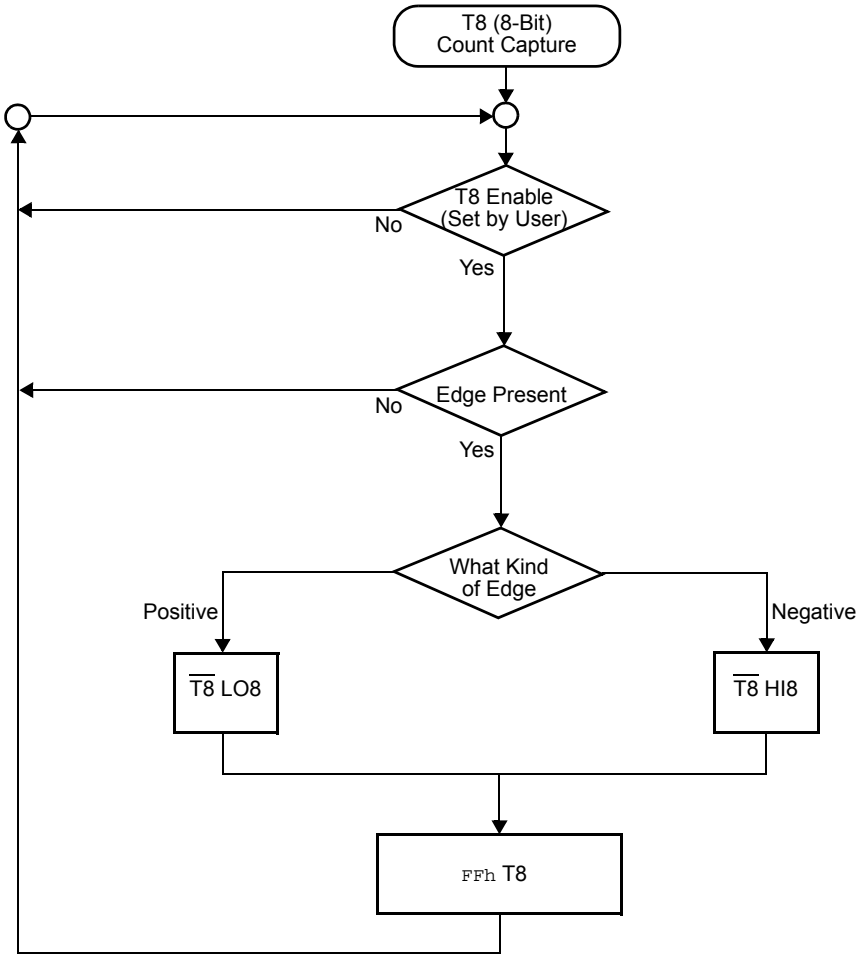 T8 (8-Bit)
Count Capture
T8 Enable
(Set by User)
No
Yes
Edge Present
No
Yes
What Kind
of Edge
Positive
Negative
T8̅ LO8
T8̅ HI8
FFh T8